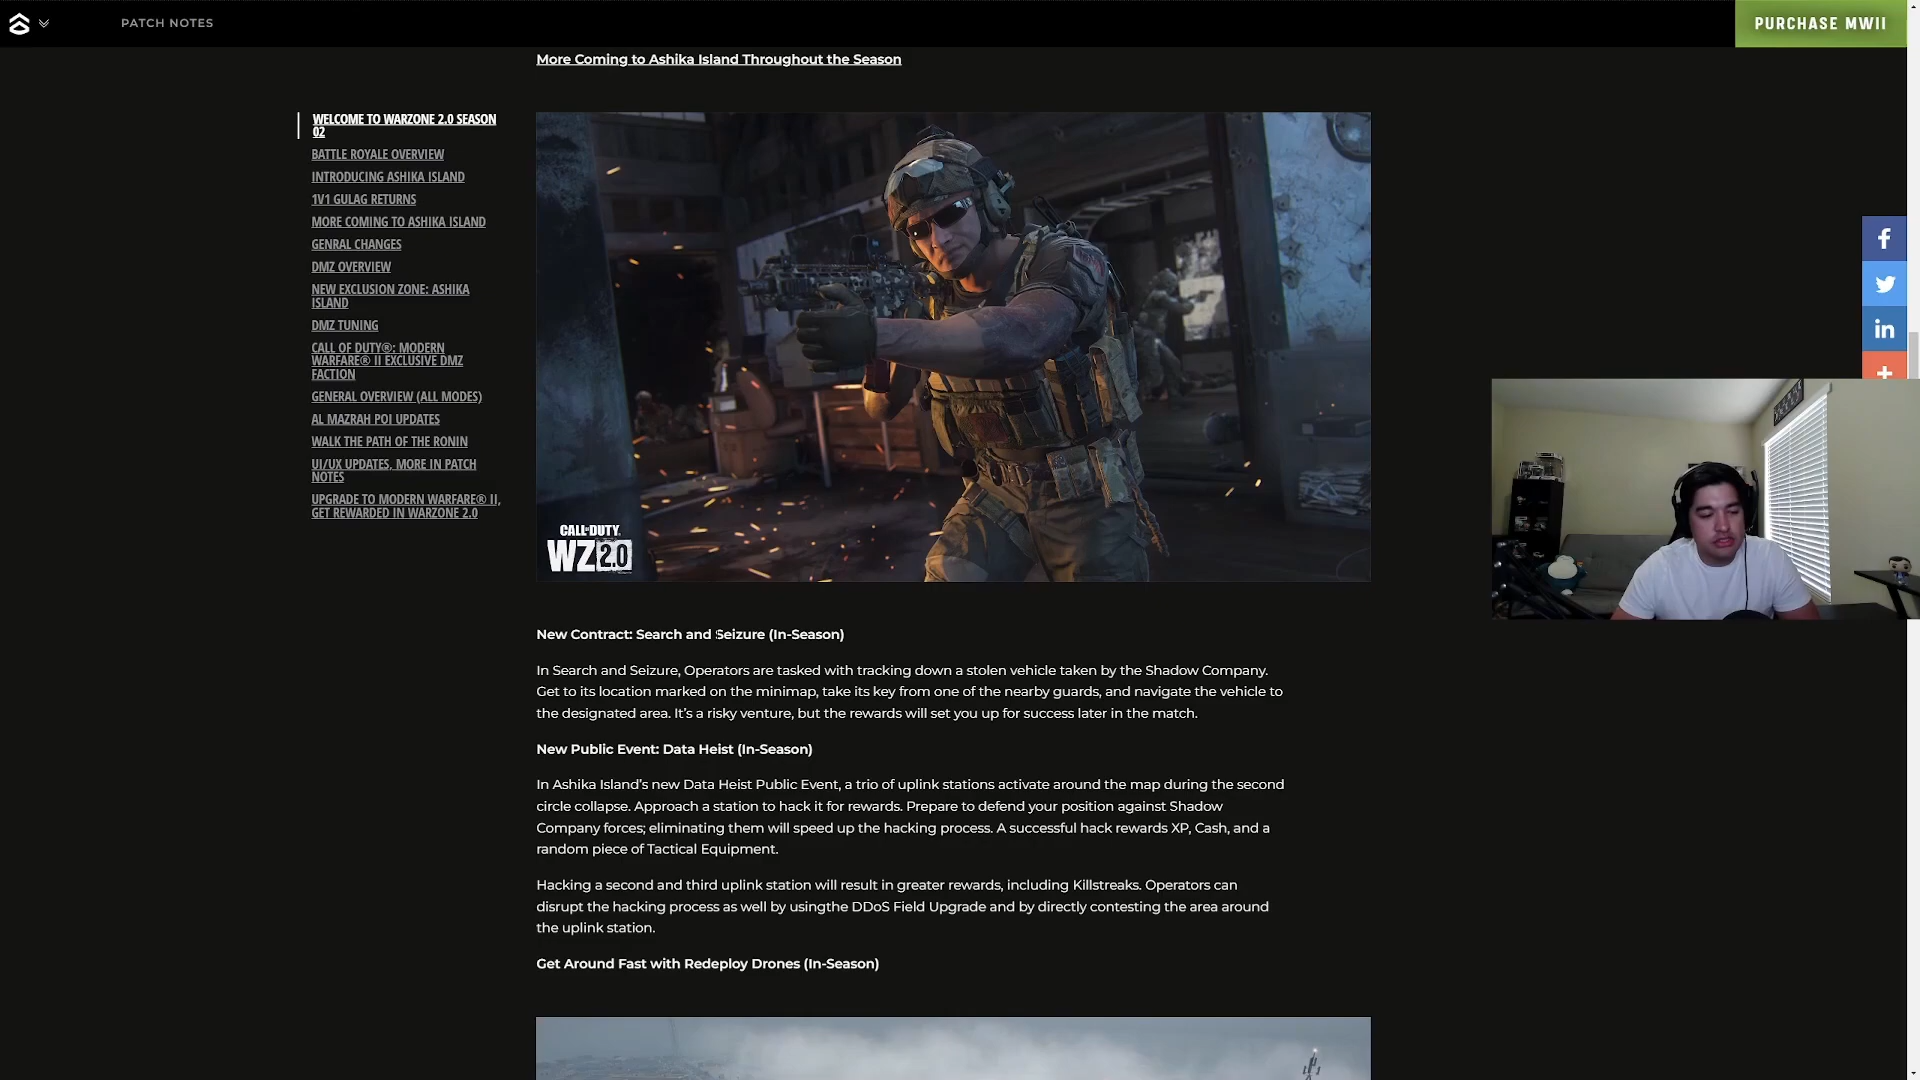 PATCH NOTES
PURCHASE MWII
More Coming to Ashika Island Throughout the Season
WELCOME TO WARZONE 2.0 SEASON
02
BATTLE ROYALE OVERVIEW
INTRODUCING ASHIKA ISLAND
1V1 GULAG RETURNS
MORE COMING TO ASHIKA ISLAND
GENRAL CHANGES
DMZ OVERVIEW
NEW EXCLUSION ZONE: ASHIKA
ISLAND
DMZ TUNING
CALL OF DUTY®: MODERN
WARFARE® II EXCLUSIVE DMZ
FACTION
GENERAL OVERVIEW (ALL MODES)
AL MAZRAH POI UPDATES
WALK THE PATH OF THE RONIN
UI/UX UPDATES, MORE IN PATCH
NOTES
UPGRADE TO MODERN WARFARE® II,
GET REWARDED IN WARZONE 2.0
CALL OF DUTY
WZ 2.0
New Contract: Search and Seizure (In-Season)
In Search and Seizure, Operators are tasked with tracking down a stolen vehicle taken by the Shadow Company.
Get to its location marked on the minimap, take its key from one of the nearby guards, and navigate the vehicle to
the designated area. It's a risky venture, but the rewards will set you up for success later in the match.
New Public Event: Data Heist (In-Season)
In Ashika Island's new Data Heist Public Event, a trio of uplink stations activate around the map during the second
circle collapse. Approach a station to hack it for rewards. Prepare to defend your position against Shadow
Company forces; eliminating them will speed up the hacking process. A successful hack rewards XP, Cash, and a
random piece of Tactical Equipment.
Hacking a second and third uplink station will result in greater rewards, including Killstreaks. Operators can
disrupt the hacking process as well by usingthe DDoS Field Upgrade and by directly contesting the area around
the uplink station.
Get Around Fast with Redeploy Drones (In-Season)